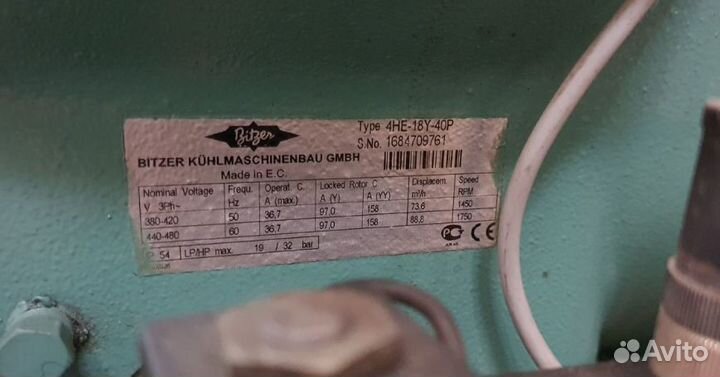 Bitzer
Type 4HE-18Y-40P
S.No. 1684709761
BITZER KÜHLMASCHINENBAU GMBH
Made in E.C.
Nominal Voltage Frequ. Operat. C. Locked Rotor C Displacem. Speed
V 3Ph~ Hz A (max.) A (Y) A (YY) m³/h RPM
380-420 50 36,7 97,0 158 73,6 1450
440-480 60 36,7 97,0 158 88,8 1750
IP 54 LP/HP max. 19 / 32 bar
Avito